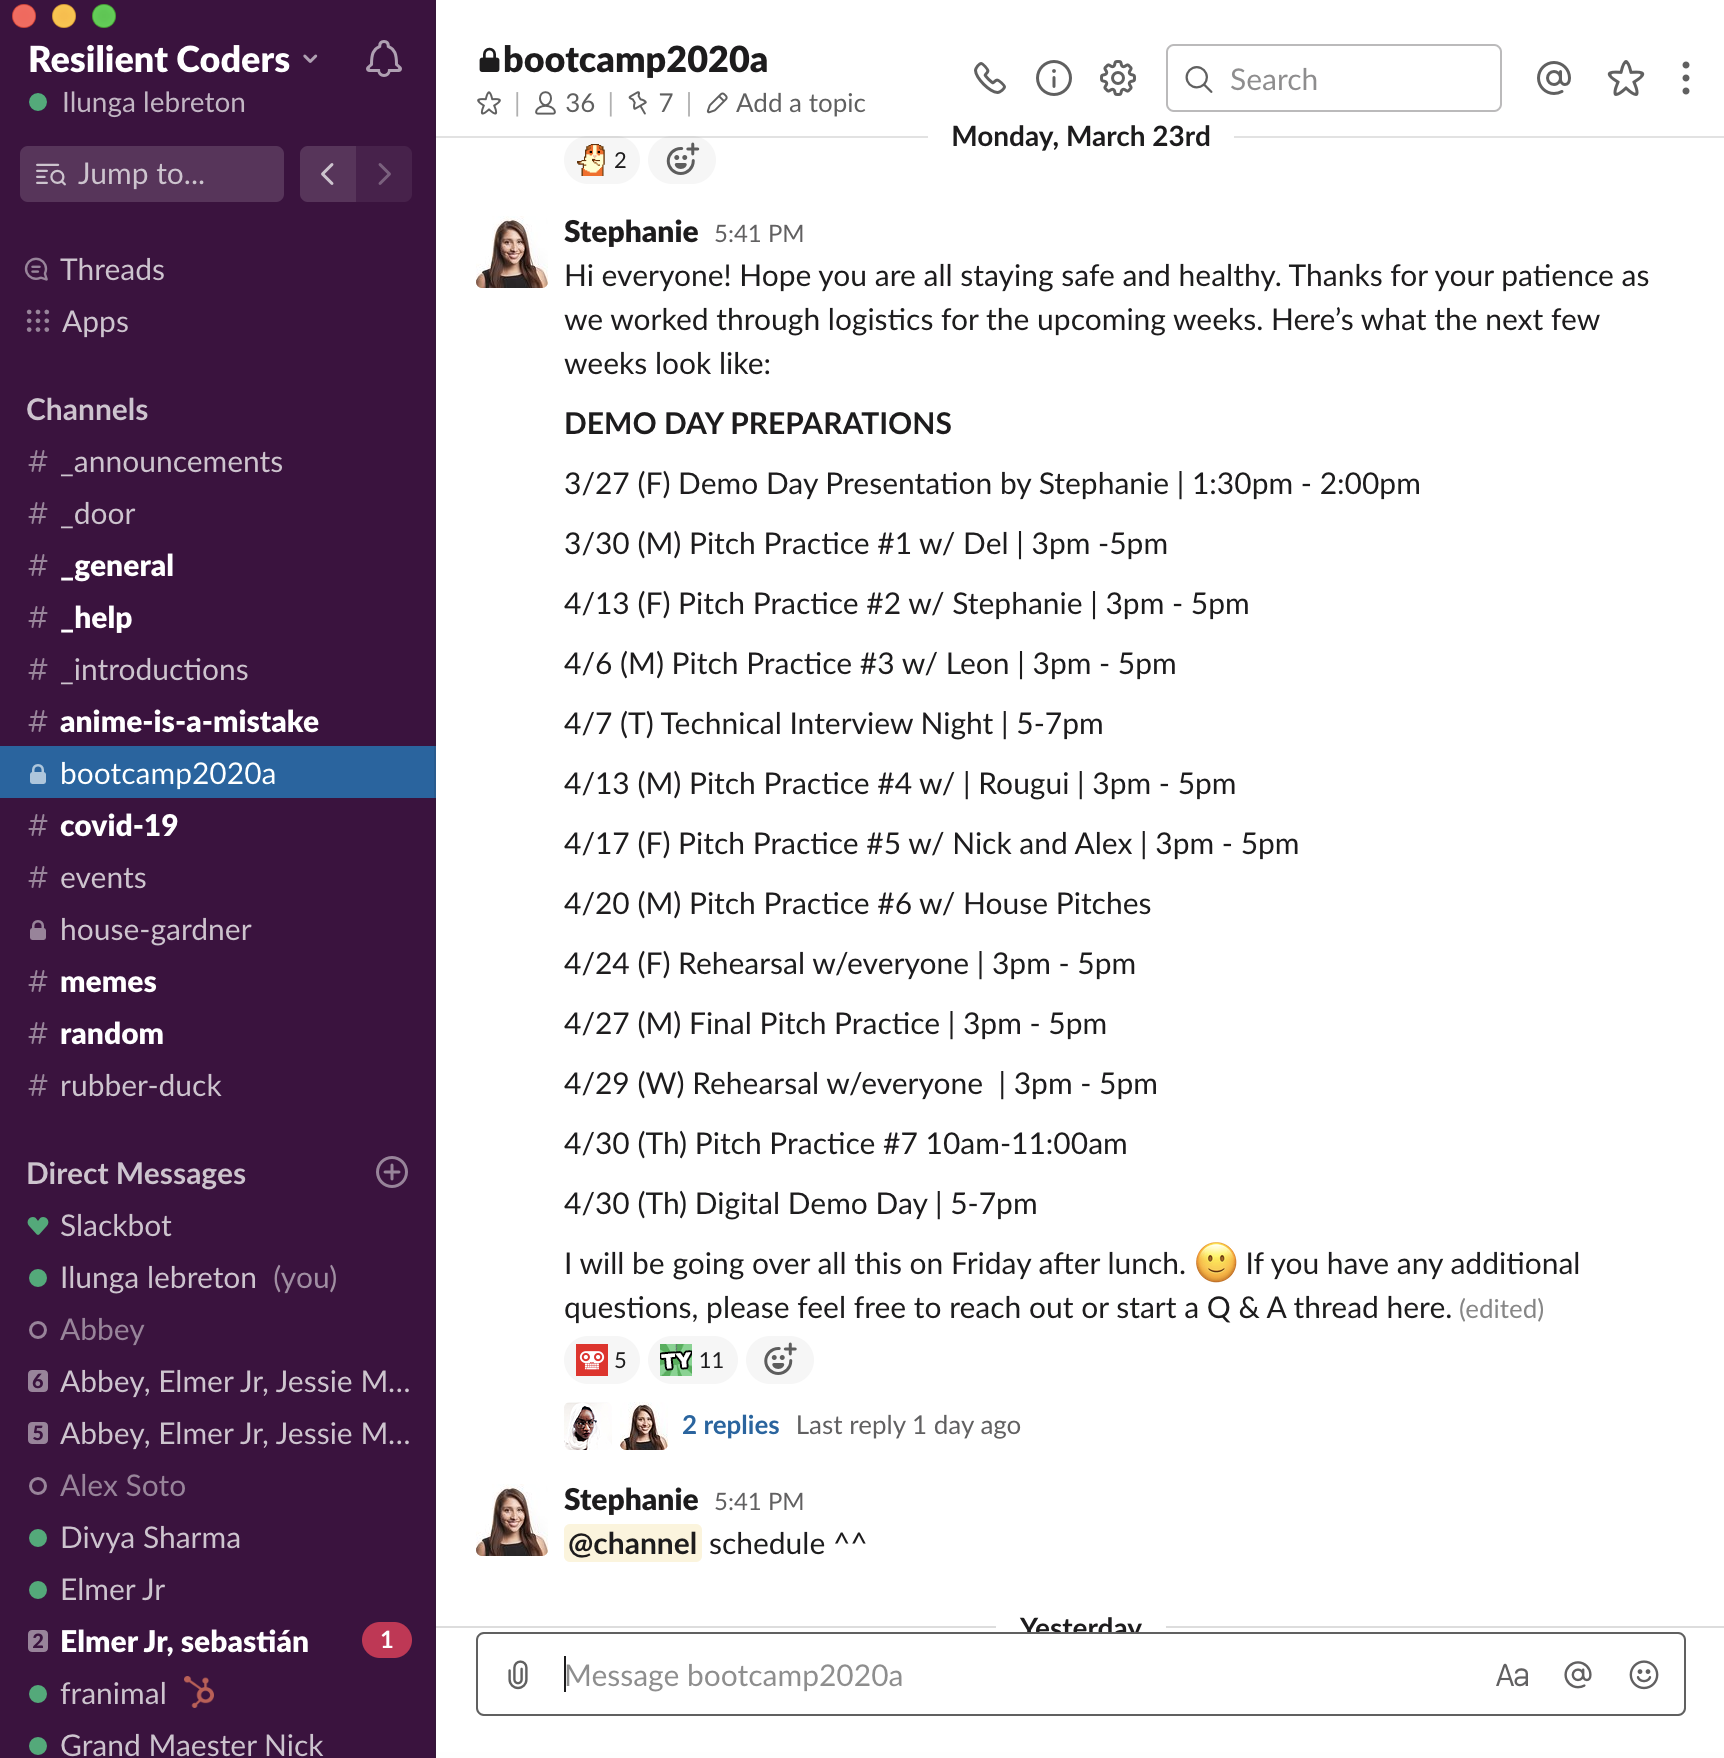 Resilient Coders
Ilunga lebreton
Jump to...
Threads
Apps
Channels
# _announcements
# _door
# _general
# _help
# _introductions
# anime-is-a-mistake
bootcamp2020a
# covid-19
# events
house-gardner
# memes
# random
# rubber-duck
Direct Messages
Slackbot
Ilunga lebreton (you)
Abbey
6 Abbey, Elmer Jr, Jessie M...
5 Abbey, Elmer Jr, Jessie M...
Alex Soto
Divya Sharma
Elmer Jr
2 Elmer Jr, sebastián 1
franimal
Grand Maester Nick
bootcamp2020a
36 | 7 | Add a topic
Search
Monday, March 23rd
2
Stephanie 5:41 PM
Hi everyone! Hope you are all staying safe and healthy. Thanks for your patience as
we worked through logistics for the upcoming weeks. Here’s what the next few
weeks look like:
DEMO DAY PREPARATIONS
3/27 (F) Demo Day Presentation by Stephanie | 1:30pm - 2:00pm
3/30 (M) Pitch Practice #1 w/ Del | 3pm -5pm
4/13 (F) Pitch Practice #2 w/ Stephanie | 3pm - 5pm
4/6 (M) Pitch Practice #3 w/ Leon | 3pm - 5pm
4/7 (T) Technical Interview Night | 5-7pm
4/13 (M) Pitch Practice #4 w/ | Rougui | 3pm - 5pm
4/17 (F) Pitch Practice #5 w/ Nick and Alex | 3pm - 5pm
4/20 (M) Pitch Practice #6 w/ House Pitches
4/24 (F) Rehearsal w/everyone | 3pm - 5pm
4/27 (M) Final Pitch Practice | 3pm - 5pm
4/29 (W) Rehearsal w/everyone | 3pm - 5pm
4/30 (Th) Pitch Practice #7 10am-11:00am
4/30 (Th) Digital Demo Day | 5-7pm
I will be going over all this on Friday after lunch. 🙂 If you have any additional
questions, please feel free to reach out or start a Q & A thread here. (edited)
5 TY 11
2 replies Last reply 1 day ago
Stephanie 5:41 PM
@channel schedule ^^
Yesterday
Message bootcamp2020a
Aa @